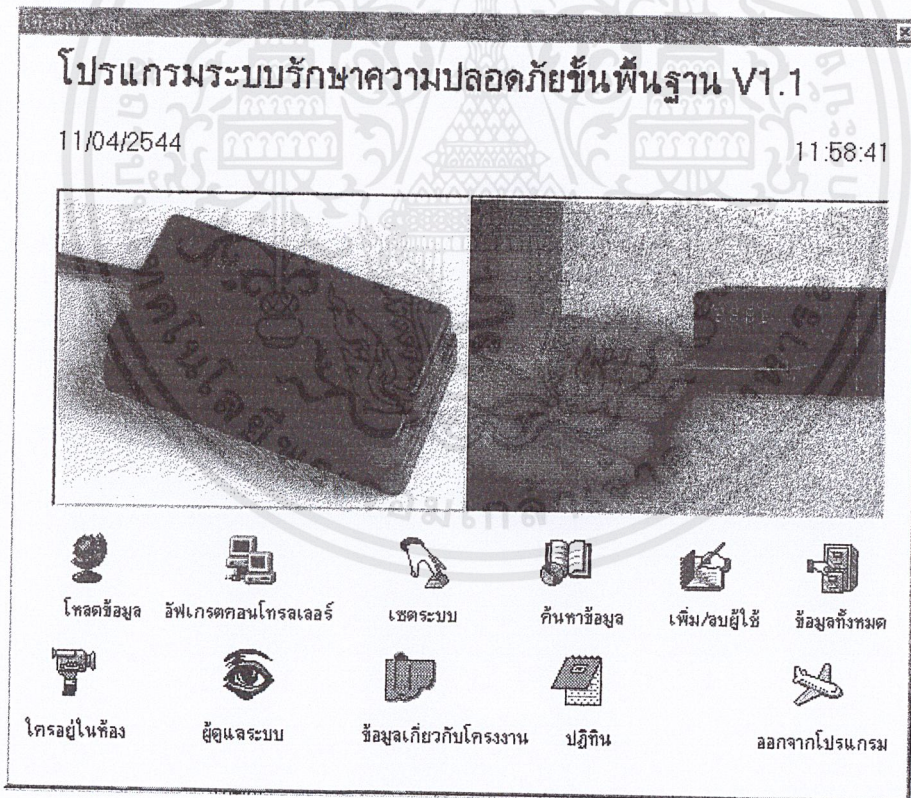 โปรแกรมระบบรักษาความปลอดภัยขั้นพื้นฐาน V1.1
11/04/2544
11:58:41
โหลดข้อมูล
อัฟเกรตคอนโทรลเลอร์
เซตระบบ
ค้นหาข้อมูล
เพิ่ม/ลบผู้ใช้
ข้อมูลทั้งหมด
ใครอยู่ในห้อง
ผู้ดูแลระบบ
ข้อมูลเกี่ยวกับโครงงาน
ปฏิทิน
ออกจากโปรแกรม